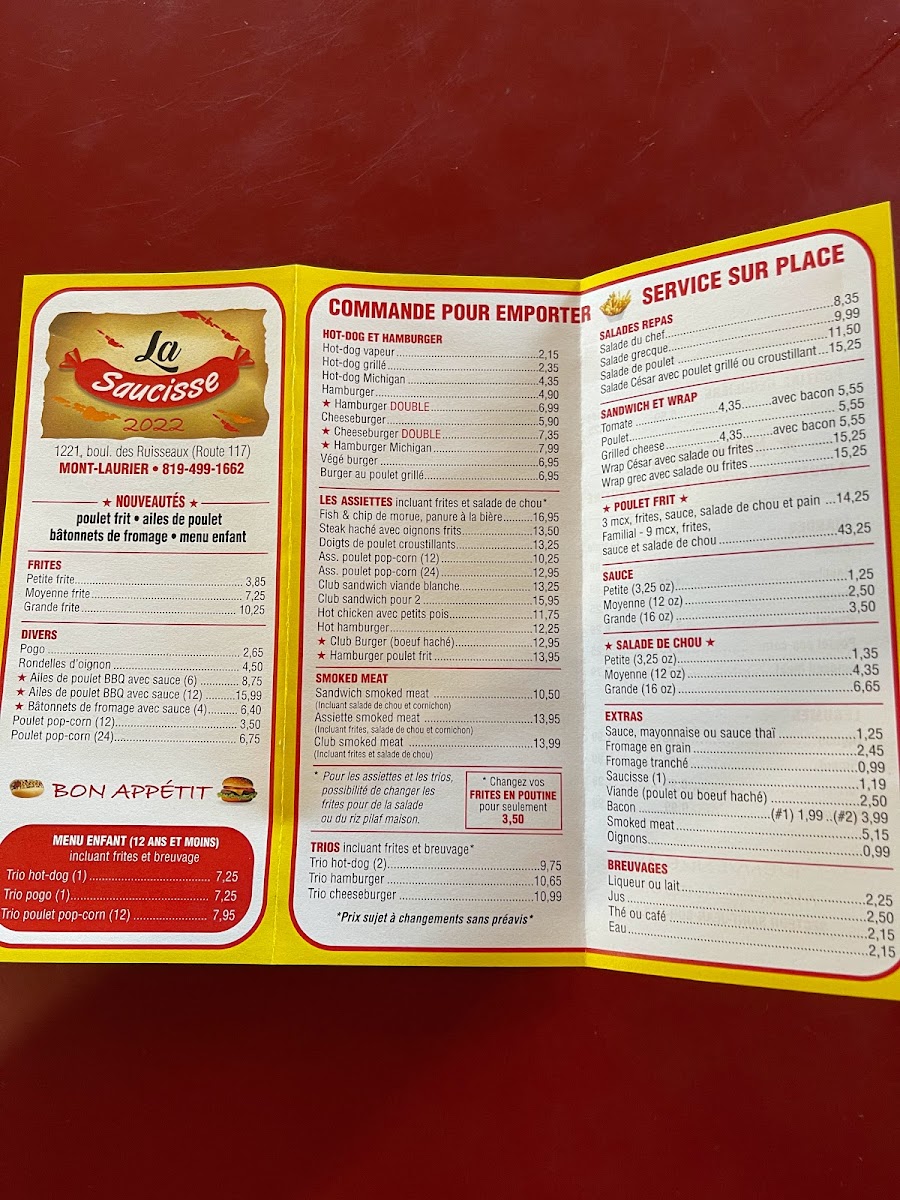 La
Saucisse
2022
1221, boul. des Ruisseaux (Route 117)
MONT-LAURIER • 819-499-1662
★ NOUVEAUTÉS ★
poulet frit • ailes de poulet
bâtonnets de fromage • menu enfant
FRITES
Petite frite 3,85
Moyenne frite 7,25
Grande frite 10,25
DIVERS
Pogo 2,65
Rondelles d'oignon 4,50
★ Ailes de poulet BBQ avec sauce (6) 8,75
★ Ailes de poulet BBQ avec sauce (12) 15,99
★ Bâtonnets de fromage avec sauce (4) 6,40
Poulet pop-corn (12) 3,50
Poulet pop-corn (24) 6,75
BON APPÉTIT
MENU ENFANT (12 ANS ET MOINS)
incluant frites et breuvage
Trio hot-dog (1) 7,25
Trio pogo (1) 7,25
Trio poulet pop-corn (12) 7,95
COMMANDE POUR EMPORTER
HOT-DOG ET HAMBURGER
Hot-dog vapeur 2,15
Hot-dog grillé 2,35
Hot-dog Michigan 4,35
Hamburger 4,90
★ Hamburger DOUBLE 6,99
Cheeseburger 5,90
★ Cheeseburger DOUBLE 7,35
★ Hamburger Michigan 7,99
Végé burger 6,95
Burger au poulet grillé 6,95
LES ASSIETTES incluant frites et salade de chou*
Fish & chip de morue, panure à la bière 16,95
Steak haché avec oignons frits 13,50
Doigts de poulet croustillants 13,25
Ass. poulet pop-corn (12) 10,25
Ass. poulet pop-corn (24) 12,95
Club sandwich viande blanche 13,25
Club sandwich pour 2 15,95
Hot chicken avec petits pois 11,75
Hot hamburger 12,25
★ Club Burger (boeuf haché) 12,95
★ Hamburger poulet frit 13,95
SMOKED MEAT
Sandwich smoked meat 10,50
(Incluant salade de chou et cornichon)
Assiette smoked meat 13,95
(Incluant frites, salade de chou et cornichon)
Club smoked meat 13,99
(Incluant frites et salade de chou)
* Pour les assiettes et les trios,
possibilité de changer les
frites pour de la salade
ou du riz pilaf maison.
* Changez vos
FRITES EN POUTINE
pour seulement
3,50
TRIOS incluant frites et breuvage*
Trio hot-dog (2) 9,75
Trio hamburger 10,65
Trio cheeseburger 10,99
*Prix sujet à changements sans préavis*
SERVICE SUR PLACE
SALADES REPAS
Salade du chef 8,35
Salade grecque 9,99
Salade de poulet 11,50
Salade César avec poulet grillé ou croustillant 15,25
SANDWICH ET WRAP
Tomate 4,35 avec bacon 5,55
Poulet 5,55
Grilled cheese 4,35 avec bacon 5,55
Wrap César avec salade ou frites 15,25
Wrap grec avec salade ou frites 15,25
★ POULET FRIT ★
3 mcx, frites, sauce, salade de chou et pain 14,25
Familial - 9 mcx, frites,
sauce et salade de chou 43,25
SAUCE
Petite (3,25 oz) 1,25
Moyenne (12 oz) 2,50
Grande (16 oz) 3,50
★ SALADE DE CHOU ★
Petite (3,25 oz) 1,35
Moyenne (12 oz) 4,35
Grande (16 oz) 6,65
EXTRAS
Sauce, mayonnaise ou sauce thaï 1,25
Fromage en grain 2,45
Fromage tranché 0,99
Saucisse (1) 1,19
Viande (poulet ou boeuf haché) 2,50
Bacon (#1) 1,99 ..(#2) 3,99
Smoked meat 5,15
Oignons 0,99
BREUVAGES
Liqueur ou lait 2,25
Jus 2,50
Thé ou café 2,15
Eau 2,15